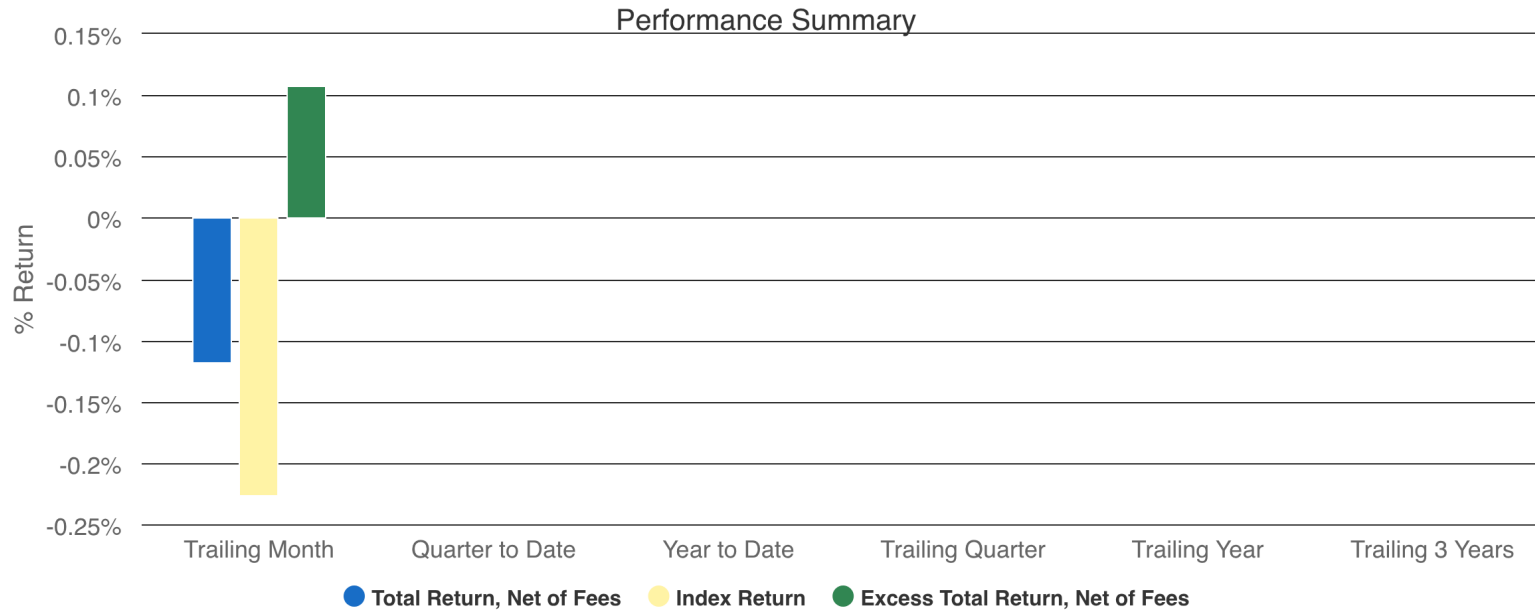 Performance Summary
0.15%
0.1%
0.05%
0%
-0.05%
-0.1%
-0.15%
-0.2%
-0.25%
% Return
Trailing Month Quarter to Date Year to Date Trailing Quarter Trailing Year Trailing 3 Years
Total Return, Net of Fees Index Return Excess Total Return, Net of Fees